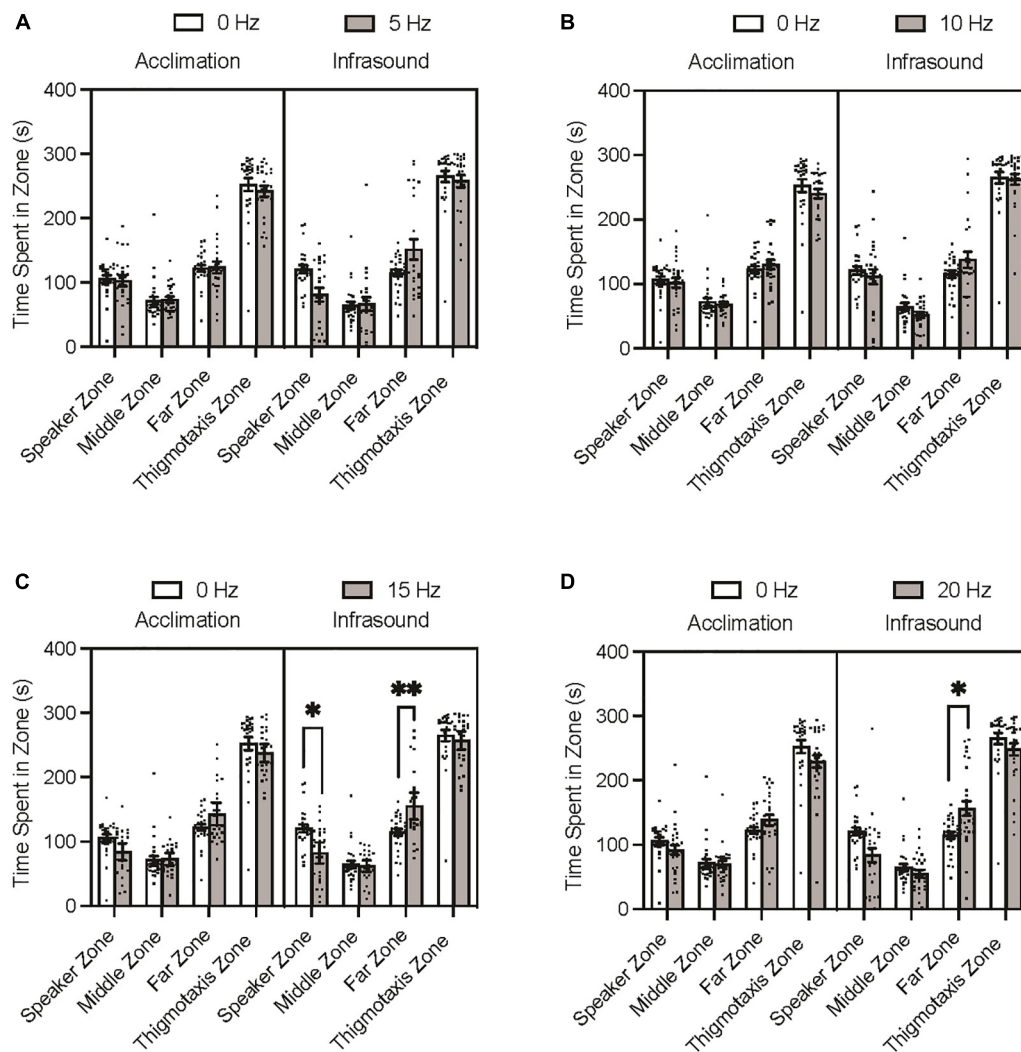 A
0 Hz 5 Hz
Acclimation Infrasound
Time Spent in Zone (s)
400
300
200
100
0
Speaker Zone
Middle Zone
Far Zone
Thigmotaxis Zone
Speaker Zone
Middle Zone
Far Zone
Thigmotaxis Zone
B
0 Hz 10 Hz
Acclimation Infrasound
Time Spent in Zone (s)
400
300
200
100
0
Speaker Zone
Middle Zone
Far Zone
Thigmotaxis Zone
Speaker Zone
Middle Zone
Far Zone
Thigmotaxis Zone
C
0 Hz 15 Hz
Acclimation Infrasound
Time Spent in Zone (s)
400
300
200
100
0
* **
Speaker Zone
Middle Zone
Far Zone
Thigmotaxis Zone
Speaker Zone
Middle Zone
Far Zone
Thigmotaxis Zone
D
0 Hz 20 Hz
Acclimation Infrasound
Time Spent in Zone (s)
400
300
200
100
0
*
Speaker Zone
Middle Zone
Far Zone
Thigmotaxis Zone
Speaker Zone
Middle Zone
Far Zone
Thigmotaxis Zone